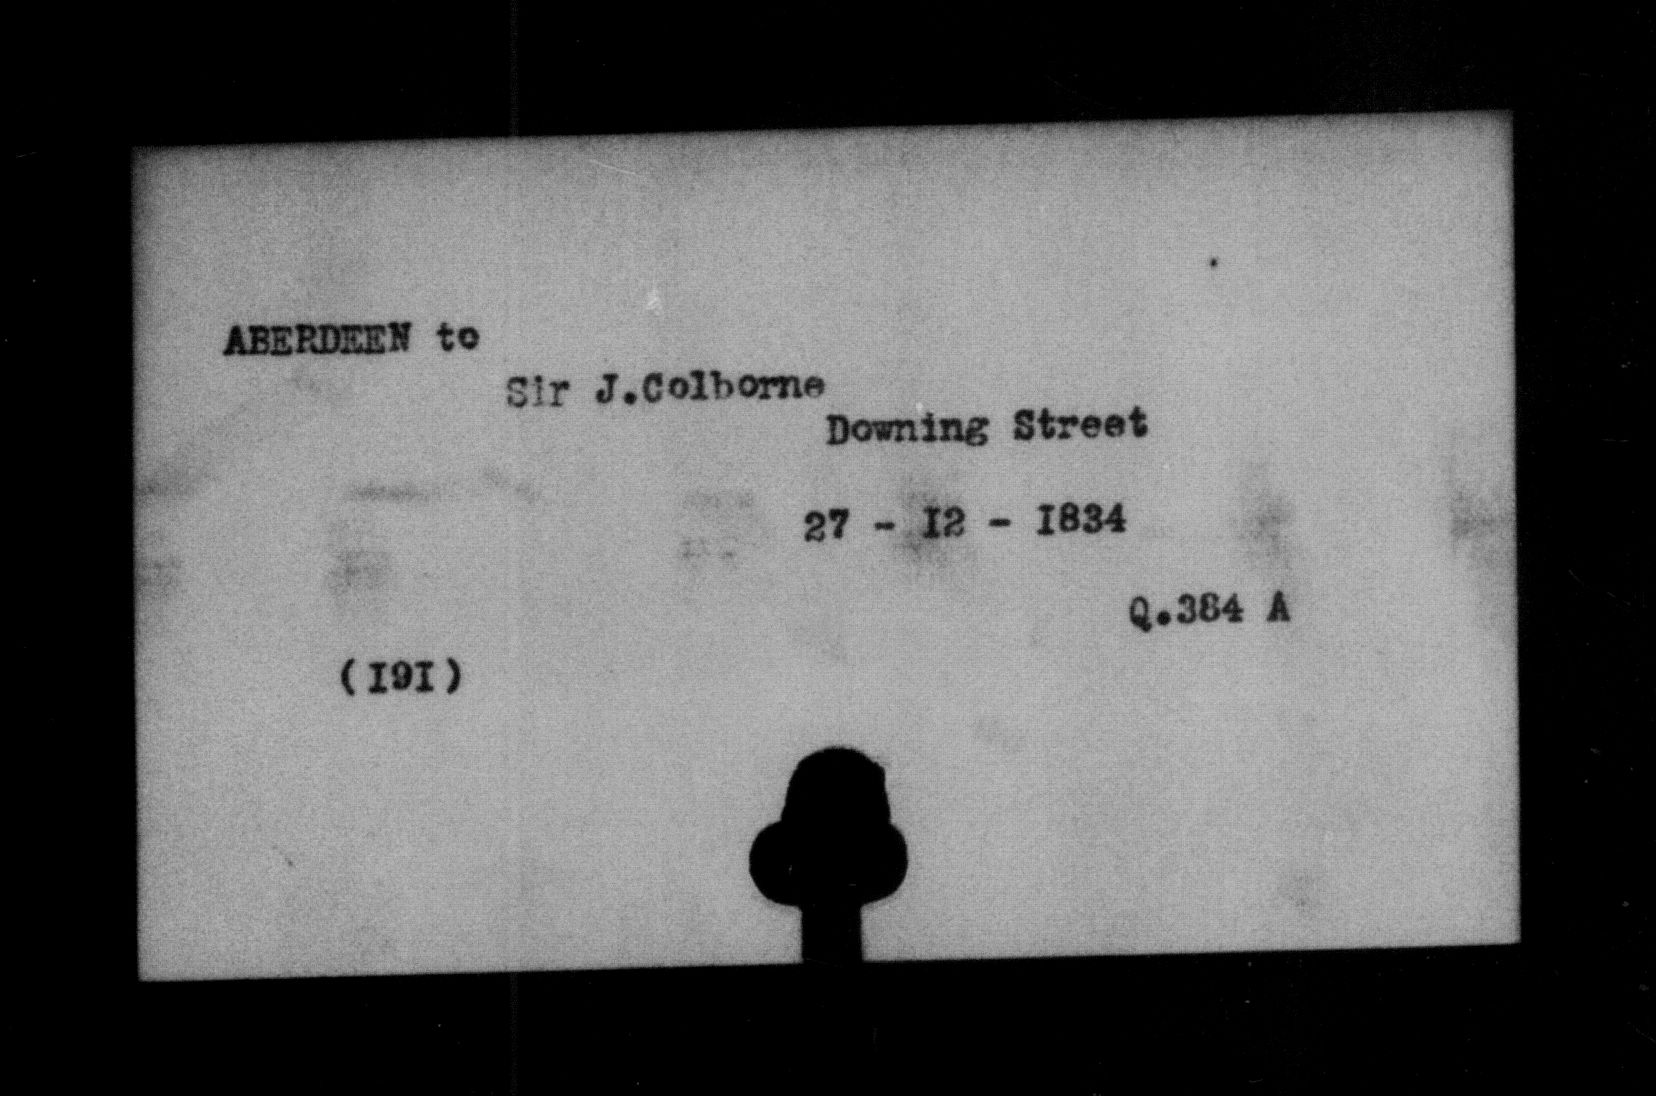 ABERDEEN to
Sir J.Colborne
Downing Street
27 - I2 - I834
Q.384 A
(I9I)